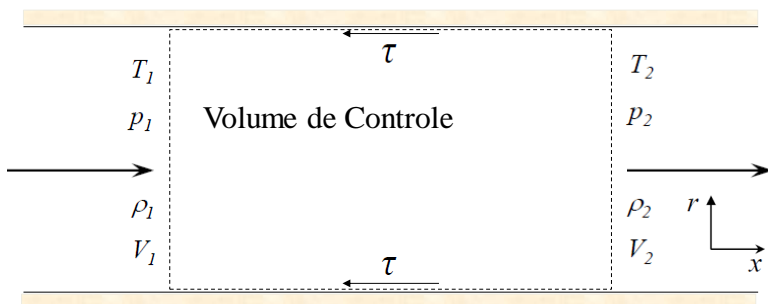 τ
T₁
T₂
p₁
Volume de Controle
p₂
ρ₁
ρ₂
r
V₁
V₂
τ
x